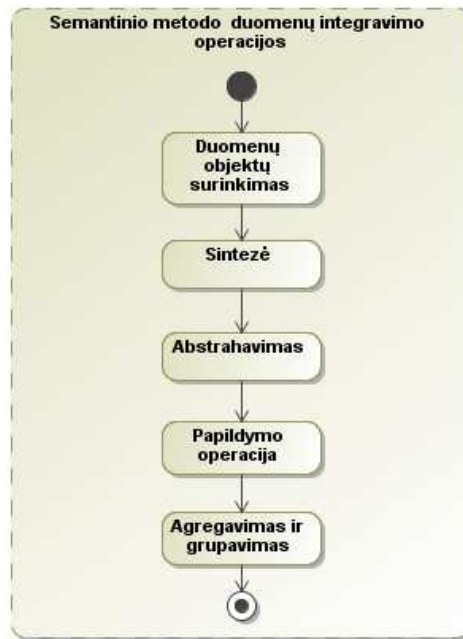 Semantinio metodo duomenų integravimo
operacijos
Duomenų
objektų
surinkimas
Sintezė
Abstrahavimas
Papildymo
operacija
Agregavimas ir
grupavimas